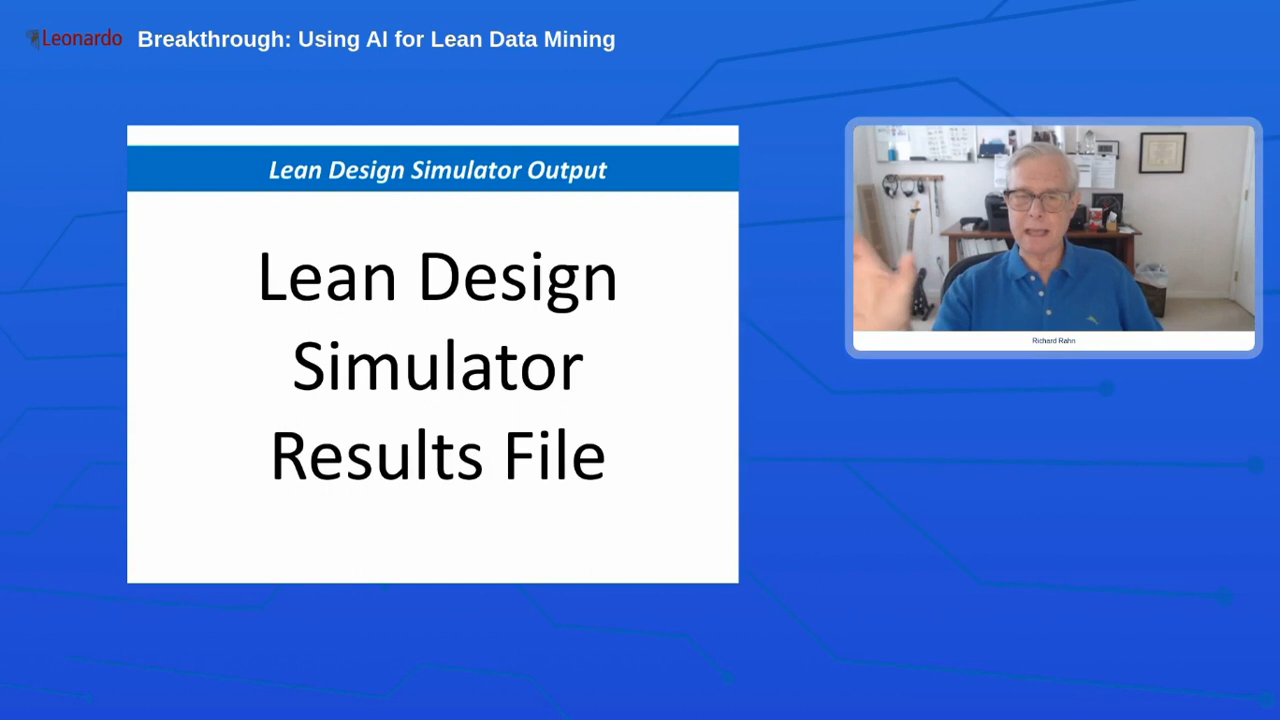 Leonardo
Breakthrough: Using AI for Lean Data Mining
Lean Design Simulator Output
Lean Design
Simulator
Results File
Richard Rahn